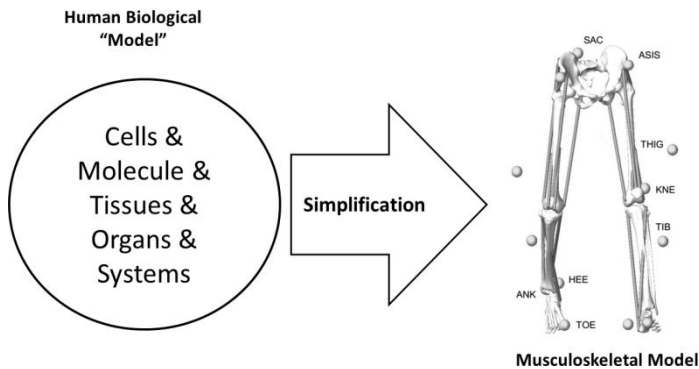 Human Biological
“Model”
Cells &
Molecule &
Tissues &
Organs &
Systems
Simplification
SAC
ASIS
THIG
KNE
TIB
HEE
ANK
TOE
Musculoskeletal Model